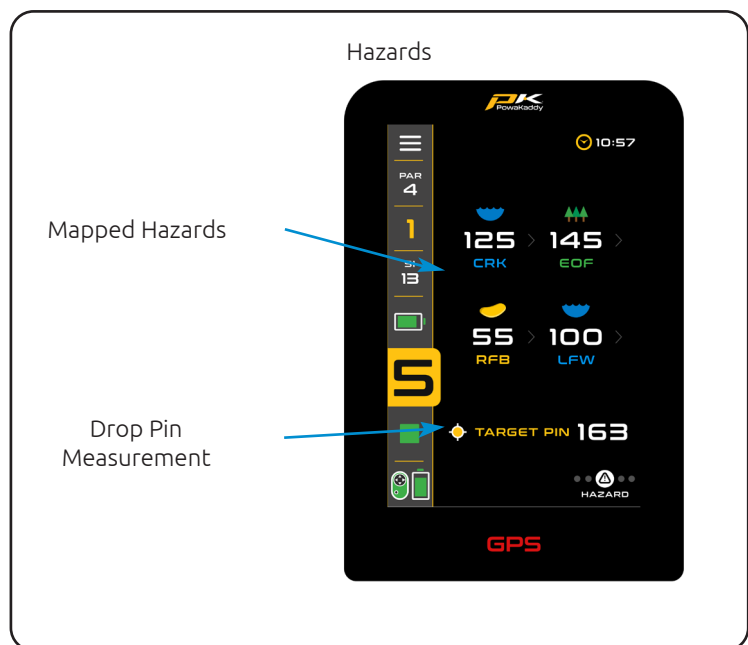 Hazards
PK
PowaKaddy
10:57
PAR
4
1
SI
13
S
Mapped Hazards
125 > 145 >
CRK EOF
55 > 100 >
RFB LFW
Drop Pin
Measurement
TARGET PIN 163
HAZARD
GPS